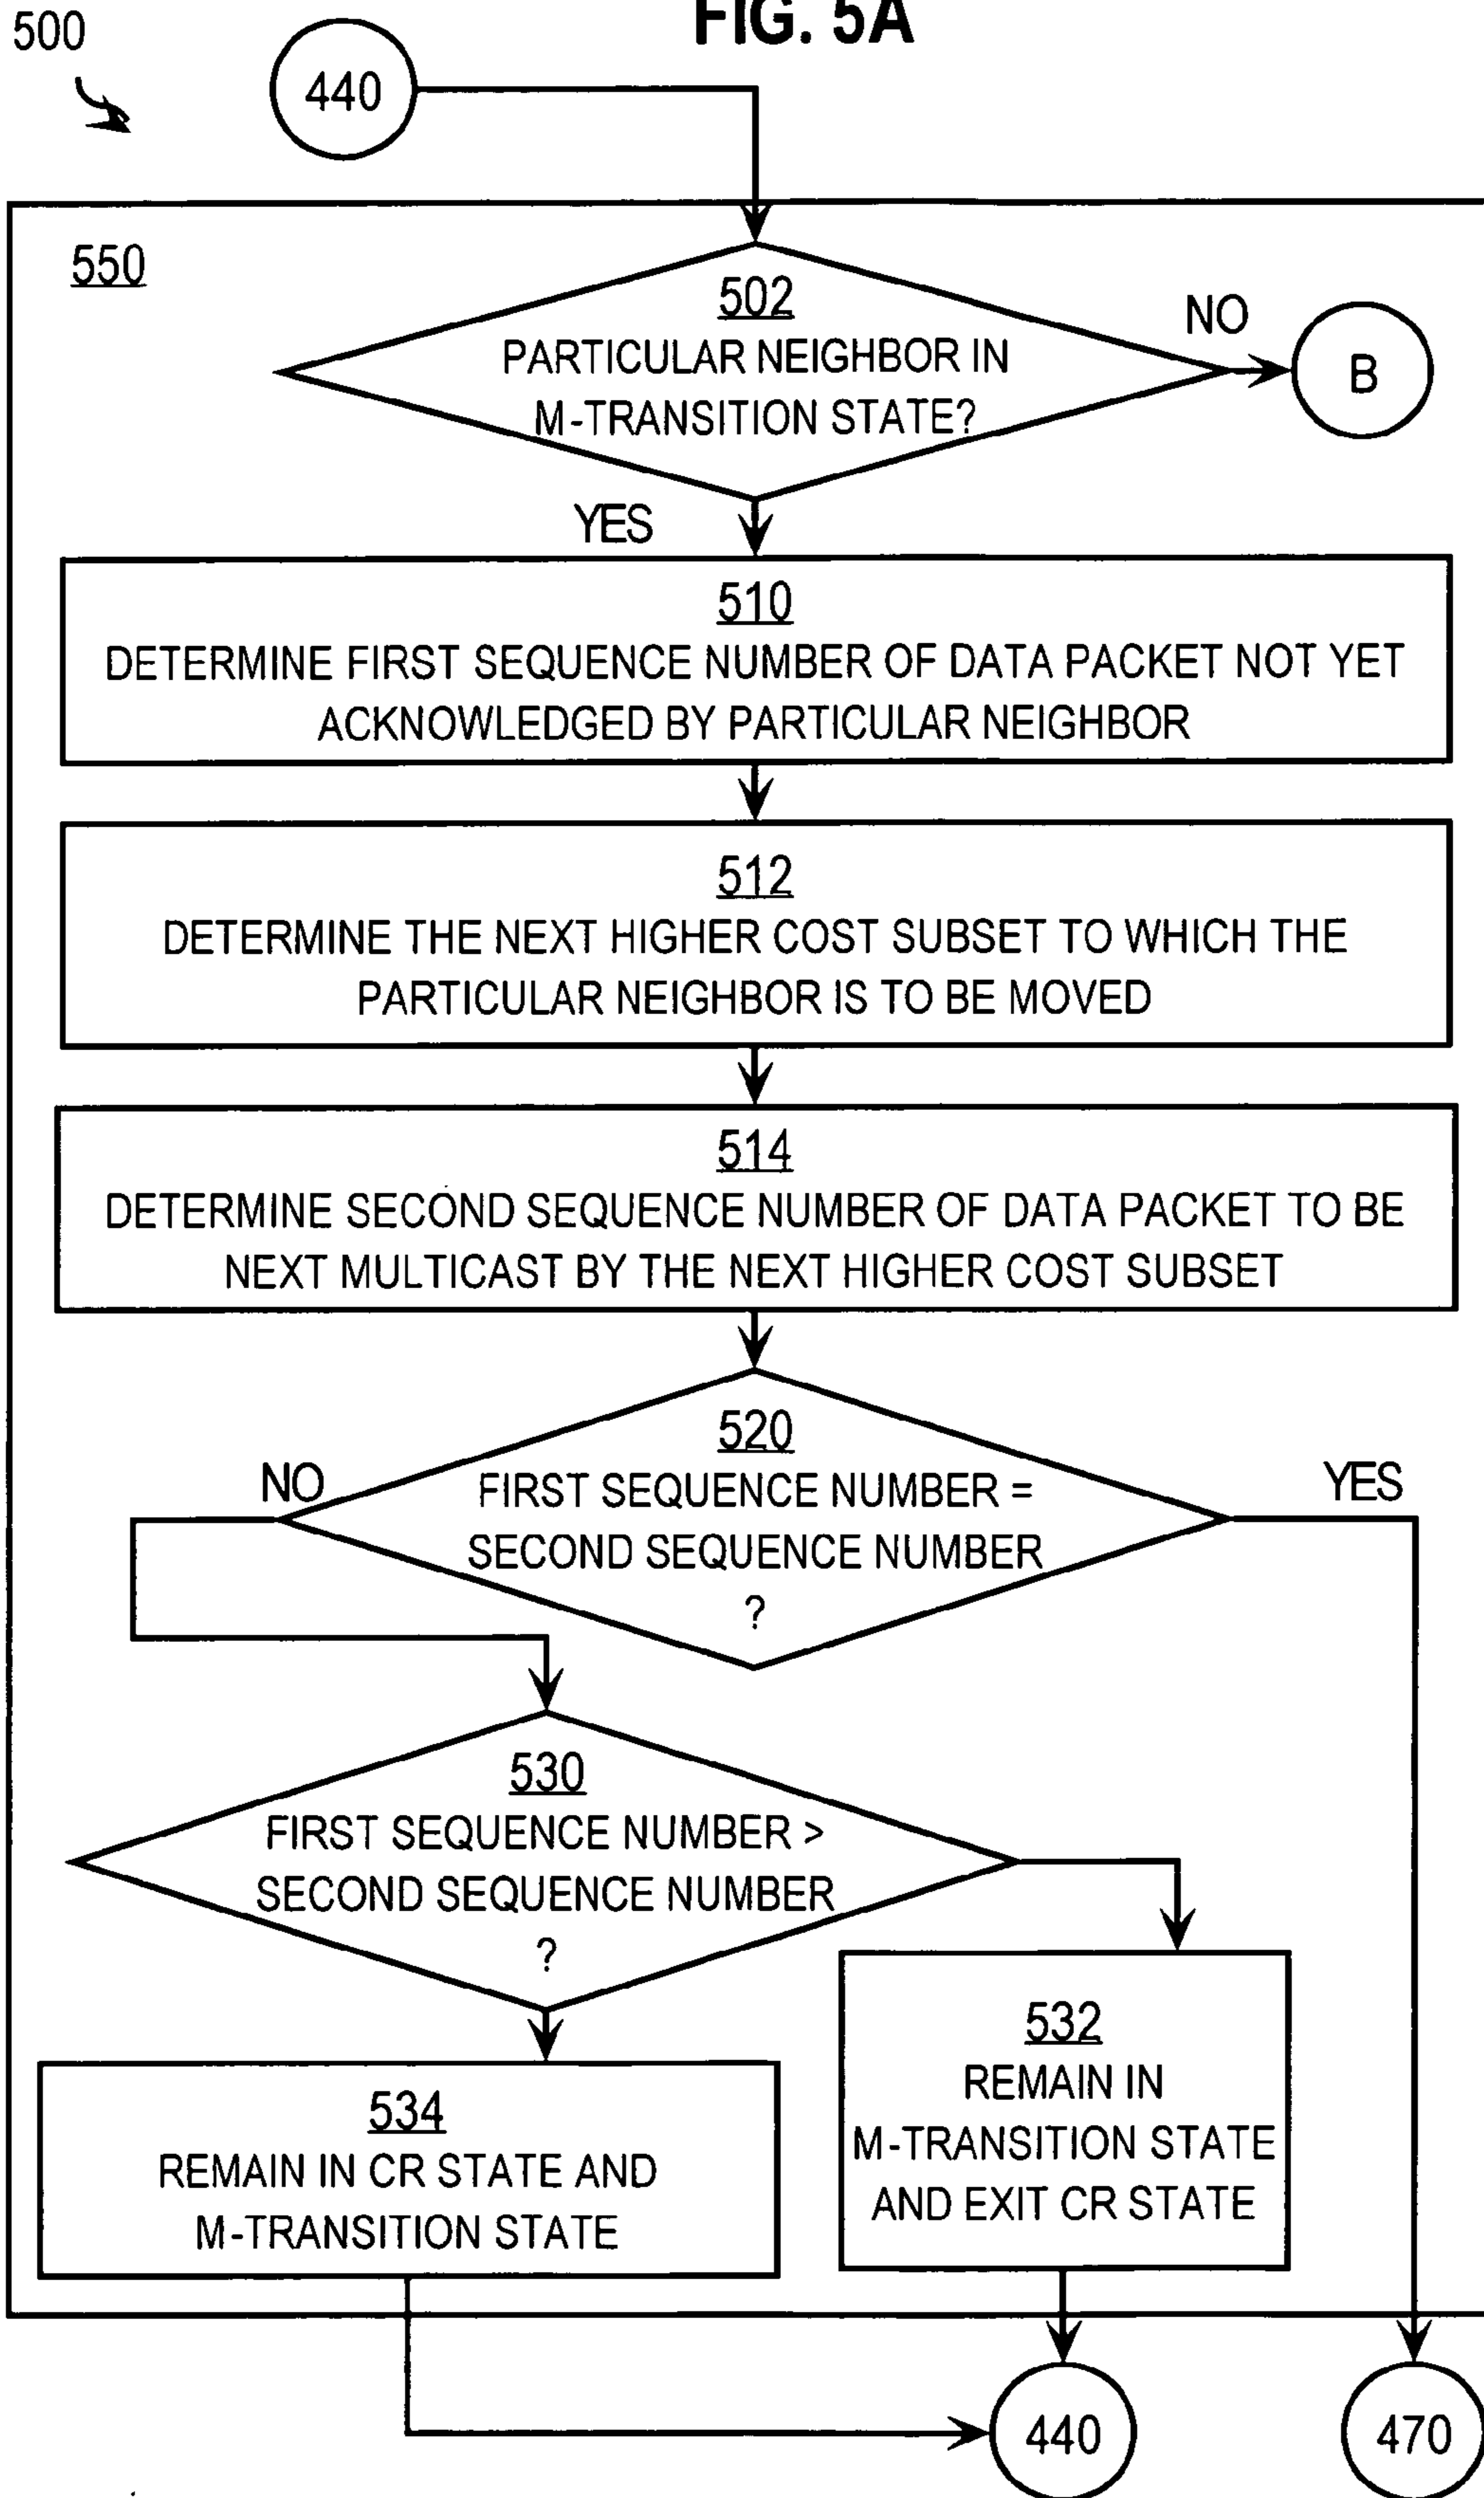 500
FIG. 5A
440
550
502
PARTICULAR NEIGHBOR IN
M-TRANSITION STATE?
NO
B
YES
510
DETERMINE FIRST SEQUENCE NUMBER OF DATA PACKET NOT YET
ACKNOWLEDGED BY PARTICULAR NEIGHBOR
512
DETERMINE THE NEXT HIGHER COST SUBSET TO WHICH THE
PARTICULAR NEIGHBOR IS TO BE MOVED
514
DETERMINE SECOND SEQUENCE NUMBER OF DATA PACKET TO BE
NEXT MULTICAST BY THE NEXT HIGHER COST SUBSET
520
FIRST SEQUENCE NUMBER =
SECOND SEQUENCE NUMBER
?
NO
YES
530
FIRST SEQUENCE NUMBER >
SECOND SEQUENCE NUMBER
?
532
REMAIN IN
M-TRANSITION STATE
AND EXIT CR STATE
534
REMAIN IN CR STATE AND
M-TRANSITION STATE
440
470